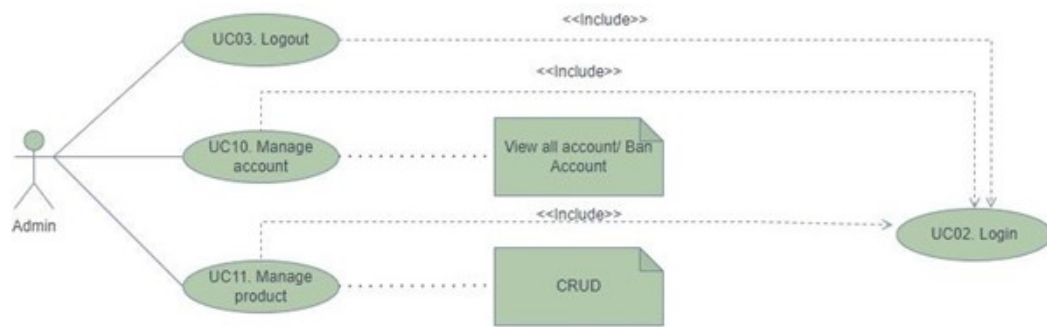 <<Include>>
UC03. Logout
<<Include>>
UC10. Manage
account
View all account/ Ban
Account
Admin
<<Include>>
UC02. Login
UC11. Manage
product
CRUD